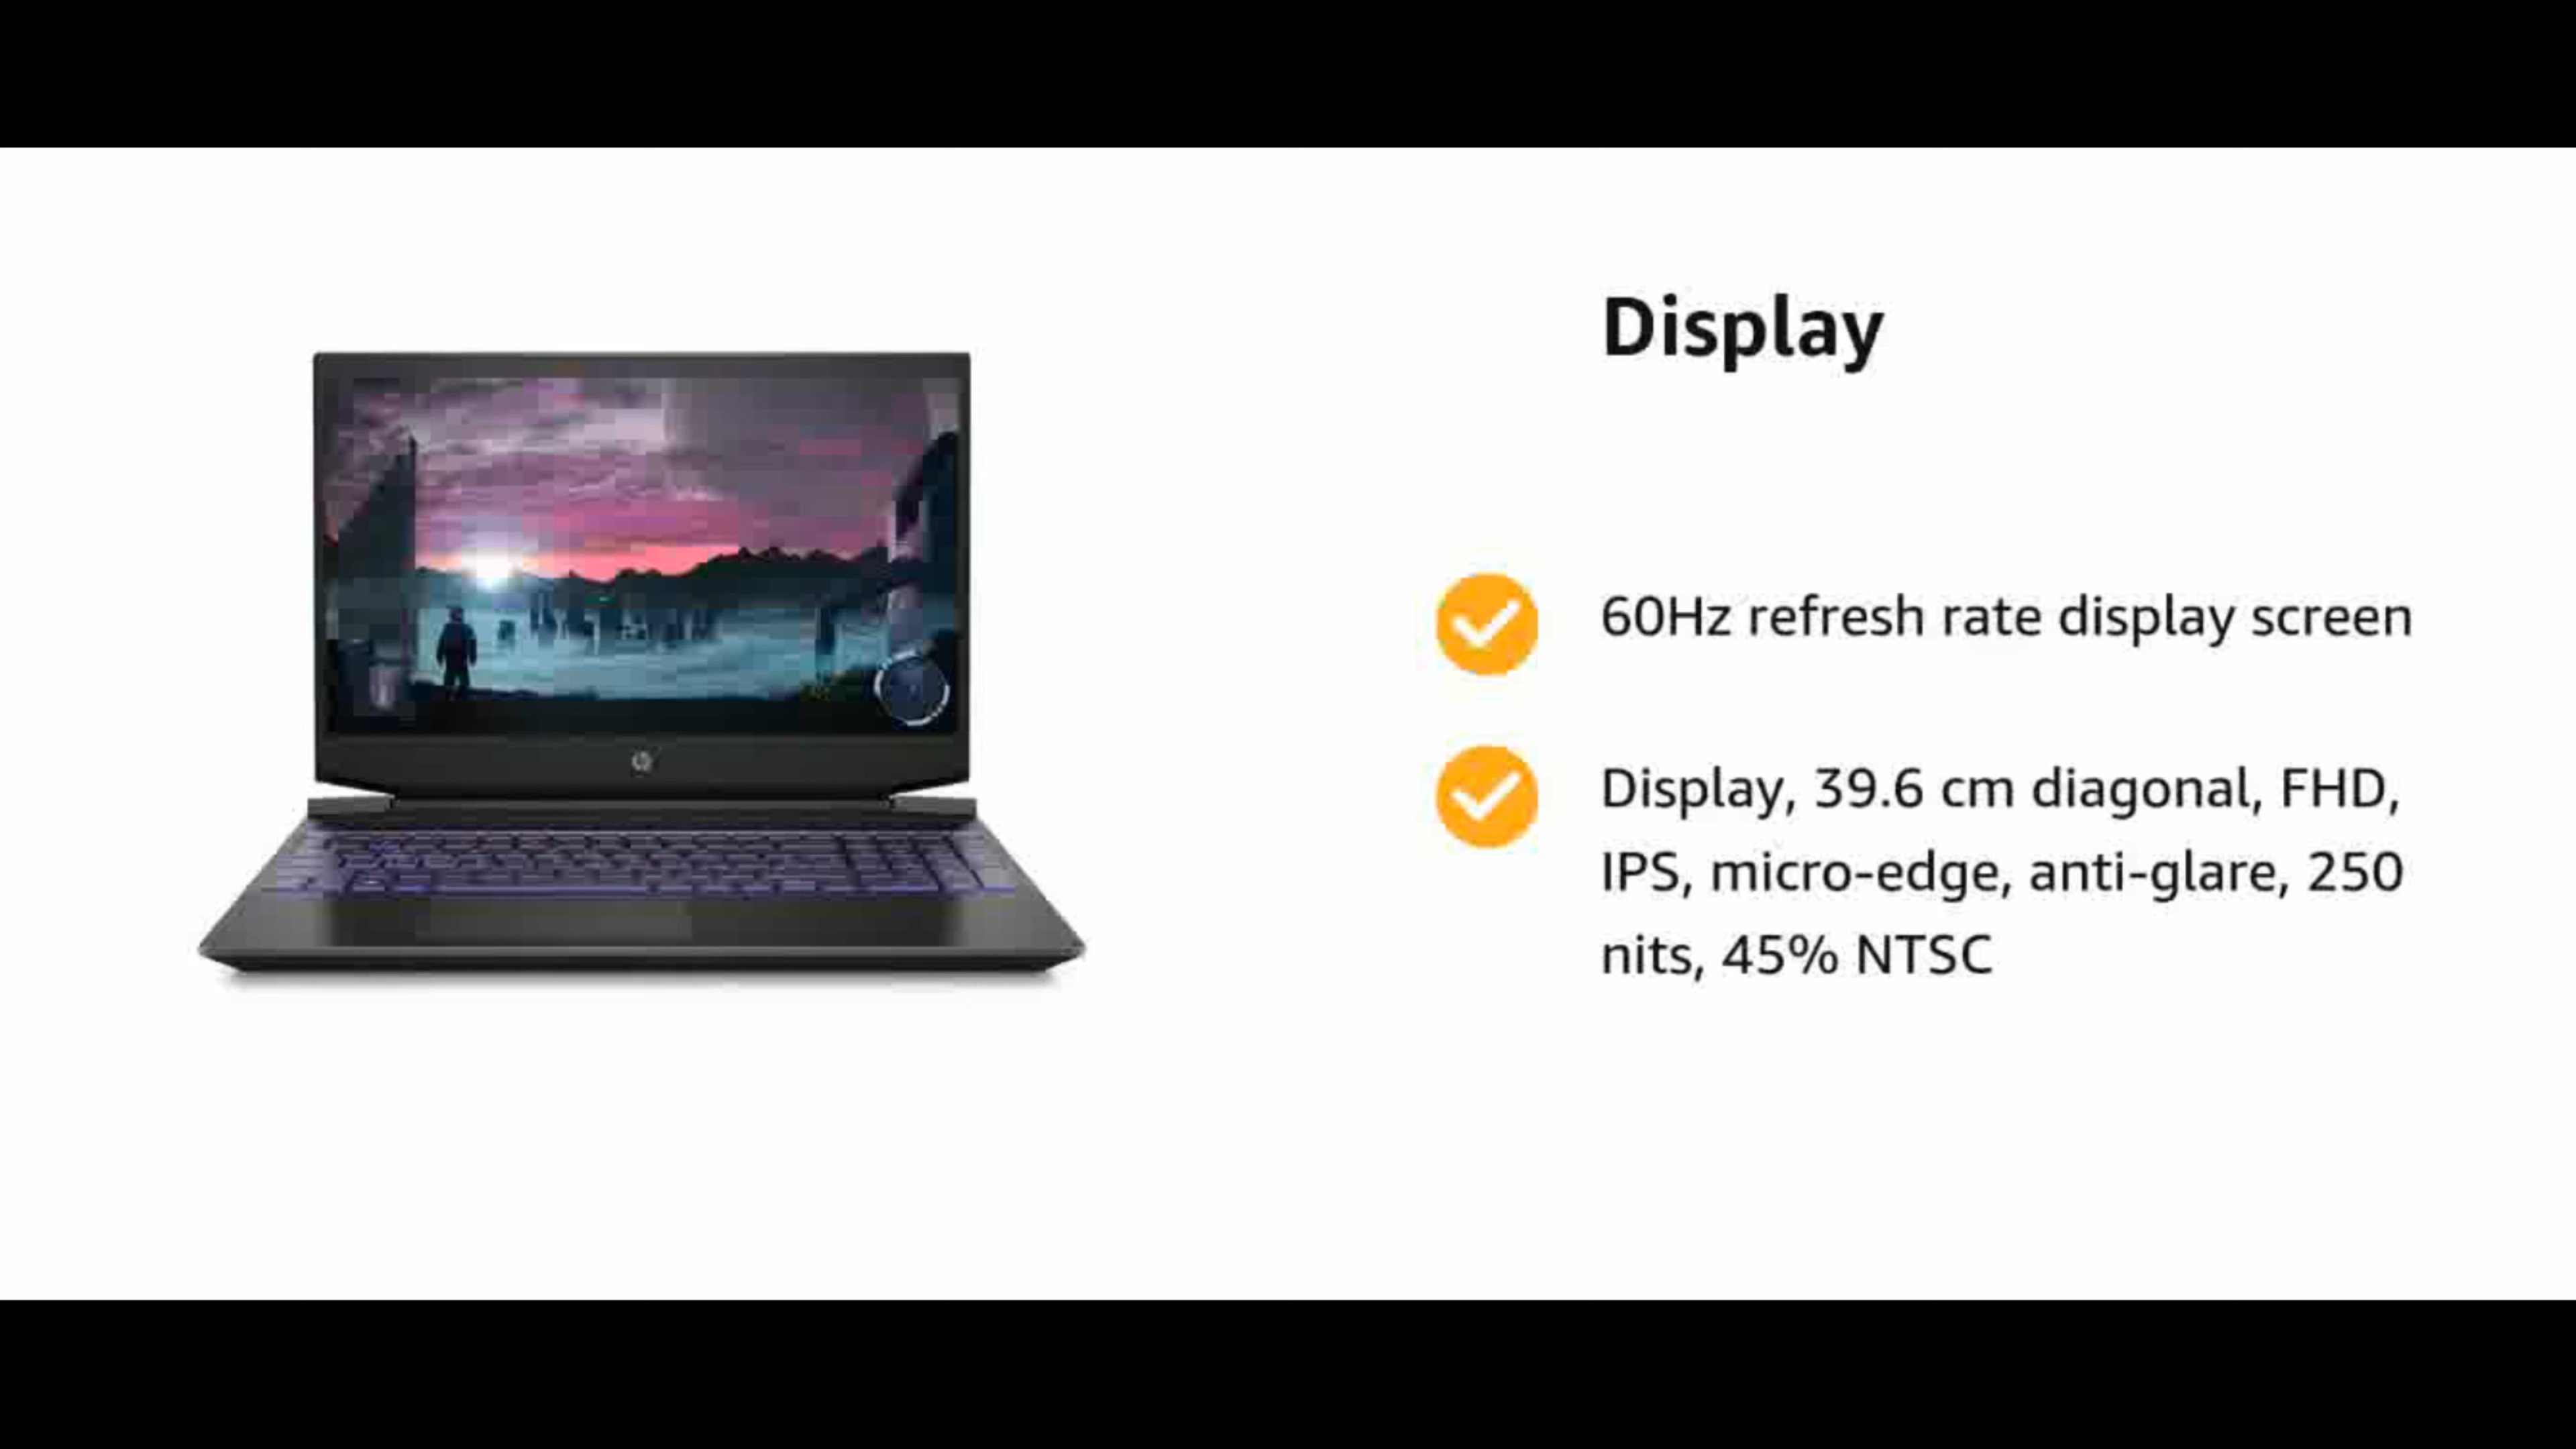 Display
60Hz refresh rate display screen
Display, 39.6 cm diagonal, FHD,
IPS, micro-edge, anti-glare, 250
nits, 45% NTSC